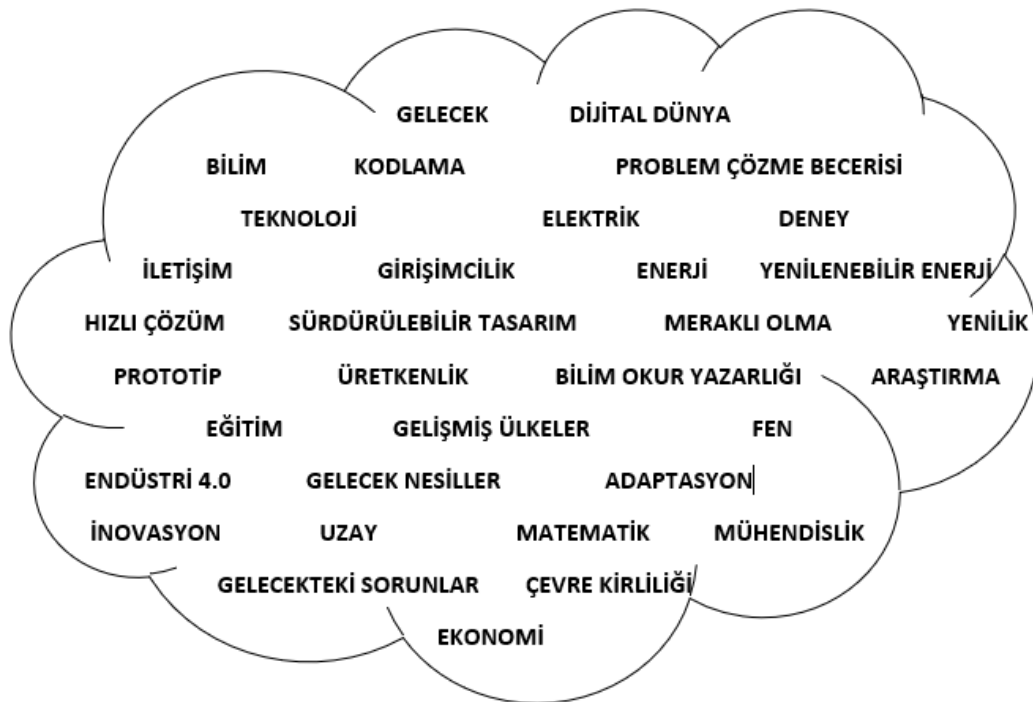 GELECEK DİJİTAL DÜNYA
BİLİM KODLAMA PROBLEM ÇÖZME BECERİSİ
TEKNOLOJİ ELEKTRİK DENEY
İLETİŞİM GİRİŞİMCİLİK ENERJİ YENİLENEBİLİR ENERJİ
HIZLI ÇÖZÜM SÜRDÜRÜLEBİLİR TASARIM MERAKLI OLMA YENİLİK
PROTOTİP ÜRETKENLİK BİLİM OKUR YAZARLIĞI ARAŞTIRMA
EĞİTİM GELİŞMİŞ ÜLKELER FEN
ENDÜSTRİ 4.0 GELECEK NESİLLER ADAPTASYON
İNOVASYON UZAY MATEMATİK MÜHENDİSLİK
GELECEKTEKİ SORUNLAR ÇEVRE KİRLİLİĞİ
EKONOMİ